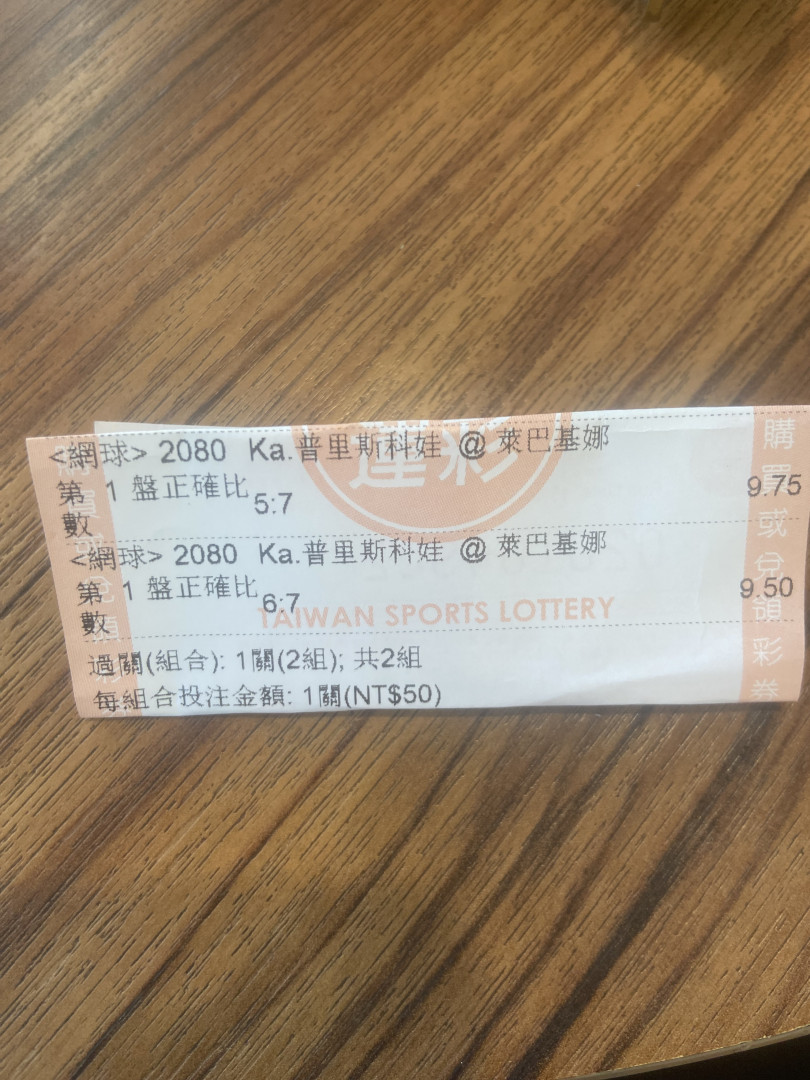 運彩
<網球> 2080 Ka.普里斯科娃 @ 萊巴基娜
第 1 盤正確比 5:7 9.75
數
<網球> 2080 Ka.普里斯科娃 @ 萊巴基娜
第 1 盤正確比 6:7 9.50
數
TAIWAN SPORTS LOTTERY
過關(組合): 1關(2組); 共2組
每組合投注金額: 1關(NT$50)
購買或兌領彩券